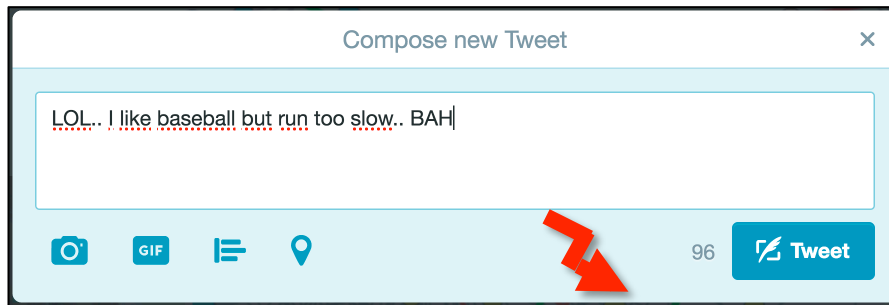 Compose new Tweet
LOL.. I like baseball but run too slow.. BAH
GIF
96
Tweet